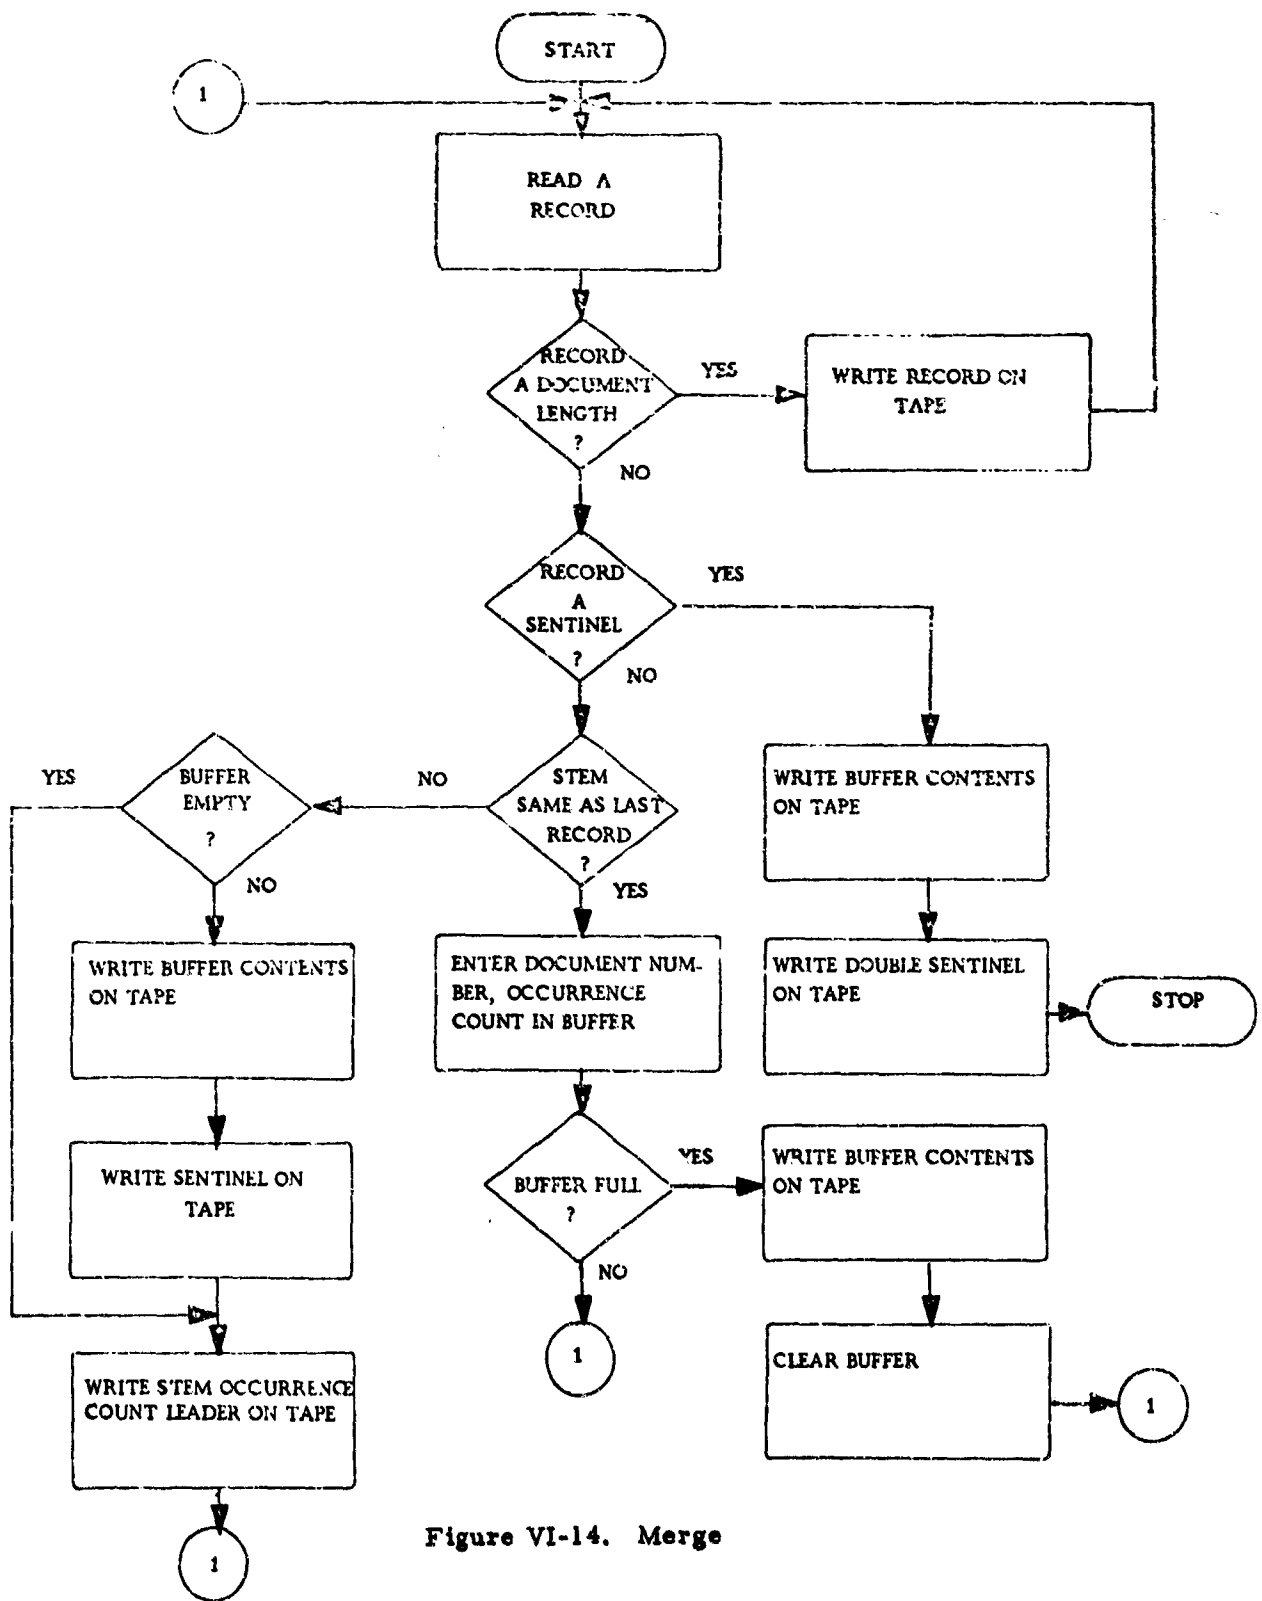 START
1
READ A
RECORD
RECORD
A DOCUMENT
LENGTH
?
YES
WRITE RECORD ON
TAPE
NO
RECORD
A
SENTINEL
?
YES
NO
YES
BUFFER
EMPTY
?
NO
STEM
SAME AS LAST
RECORD
?
WRITE BUFFER CONTENTS
ON TAPE
NO
YES
WRITE BUFFER CONTENTS
ON TAPE
ENTER DOCUMENT NUM-
BER, OCCURRENCE
COUNT IN BUFFER
WRITE DOUBLE SENTINEL
ON TAPE
STOP
WRITE SENTINEL ON
TAPE
BUFFER FULL
?
YES
WRITE BUFFER CONTENTS
ON TAPE
NO
1
CLEAR BUFFER
1
WRITE STEM OCCURRENCE
COUNT LEADER ON TAPE
1
Figure VI-14. Merge